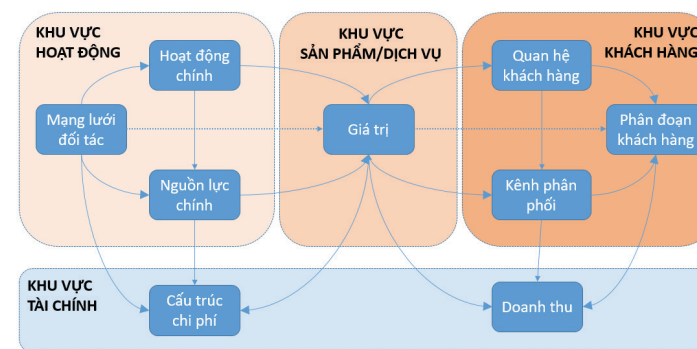 KHU VỰC
HOẠT ĐỘNG
Hoạt động
chính
Mạng lưới
đối tác
Nguồn lực
chính
KHU VỰC
SẢN PHẨM/DỊCH VỤ
Giá trị
KHU VỰC
KHÁCH HÀNG
Quan hệ
khách hàng
Phân đoạn
khách hàng
Kênh phân
phối
KHU VỰC
TÀI CHÍNH
Cấu trúc
chi phí
Doanh thu